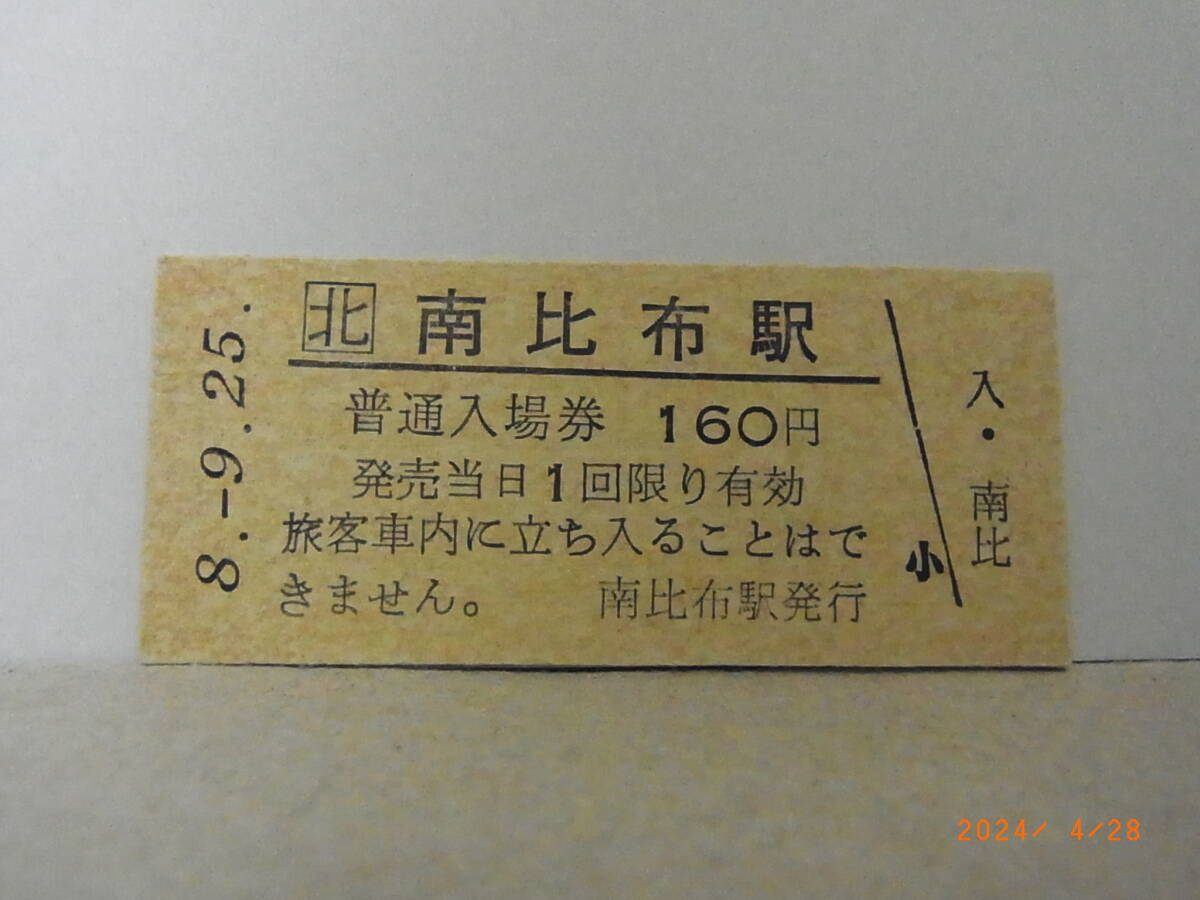 8.-9.25.
北 南比布駅
普通入場券 160円
発売当日1回限り有効
旅客車内に立ち入ることはで
きません。 南比布駅発行
小
入・南比
2024/ 4/28